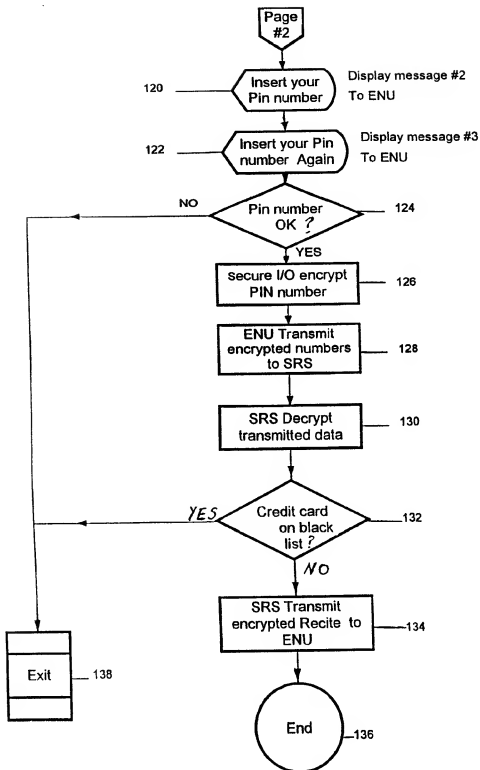 Page
#2
120
Insert your
Pin number
Display message #2
To ENU
122
Insert your Pin
number Again
Display message #3
To ENU
NO
Pin number
OK ?
124
YES
secure I/O encrypt
PIN number
126
ENU Transmit
encrypted numbers
to SRS
128
SRS Decrypt
transmitted data
130
YES
Credit card
on black
list ?
132
NO
SRS Transmit
encrypted Recite to
ENU
134
Exit
138
End
136